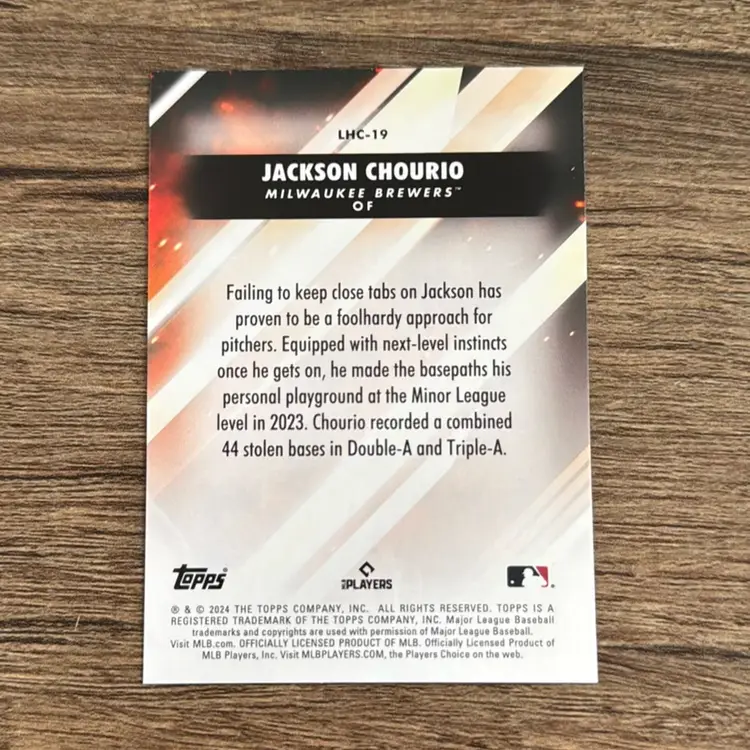 LHC-19
JACKSON CHOURIO
MILWAUKEE BREWERS™
OF
Failing to keep close tabs on Jackson has
proven to be a foolhardy approach for
pitchers. Equipped with next-level instincts
once he gets on, he made the basepaths his
personal playground at the Minor League
level in 2023. Chourio recorded a combined
44 stolen bases in Double-A and Triple-A.
topps®
MLB PLAYERS
® & © 2024 THE TOPPS COMPANY, INC. ALL RIGHTS RESERVED. TOPPS IS A
REGISTERED TRADEMARK OF THE TOPPS COMPANY, INC. Major League Baseball
trademarks and copyrights are used with permission of Major League Baseball.
Visit MLB.com. OFFICIALLY LICENSED PRODUCT OF MLB. Officially Licensed Product of
MLB Players, Inc. Visit MLBPLAYERS.COM, the Players Choice on the web.